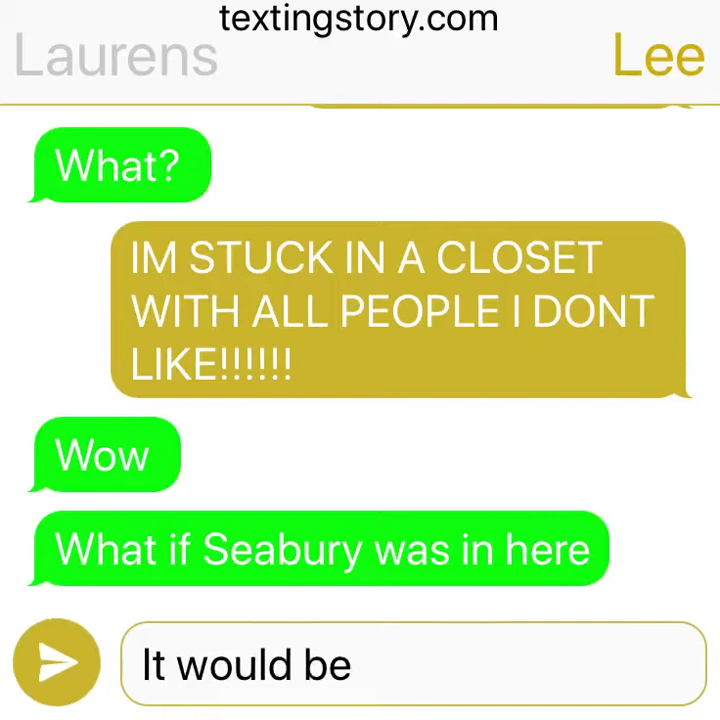 textingstory.com
Laurens
Lee
What?
IM STUCK IN A CLOSET
WITH ALL PEOPLE I DONT
LIKE!!!!!!
Wow
What if Seabury was in here
It would be